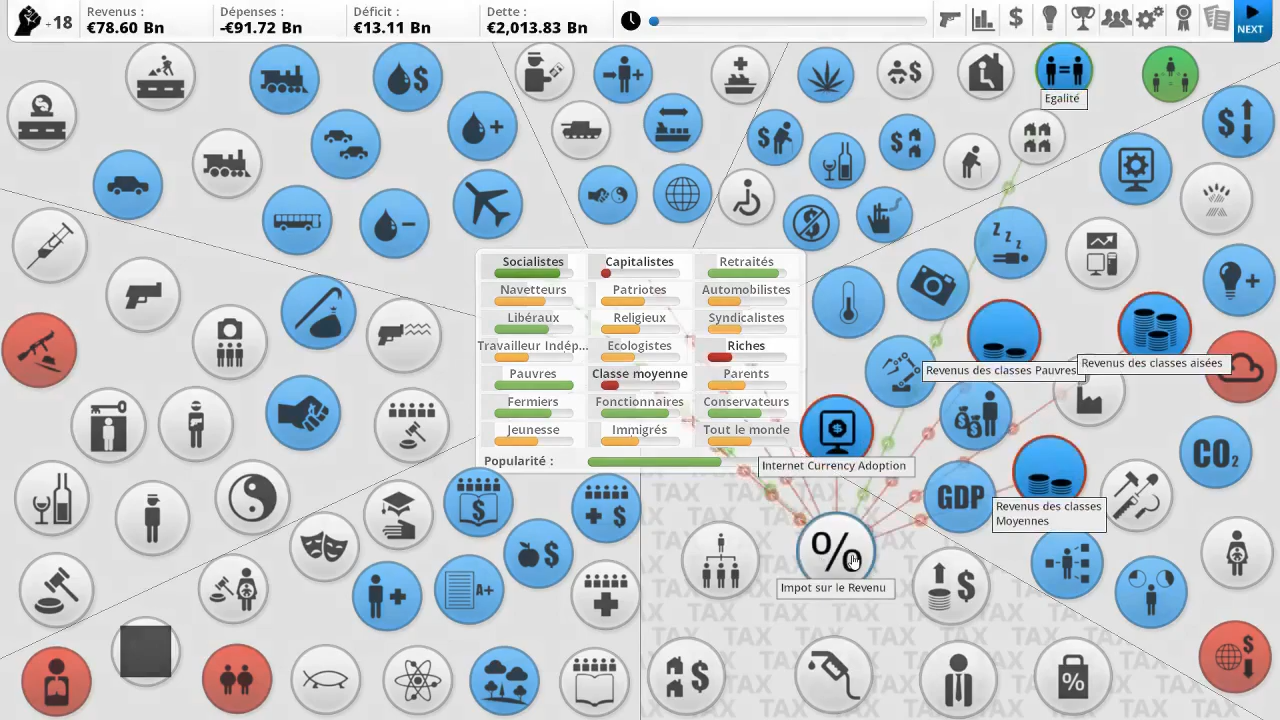 +18
Revenus :
€78.60 Bn
Dépenses :
-€91.72 Bn
Déficit :
€13.11 Bn
Dette :
€2,013.83 Bn
NEXT
Egalité
Socialistes
Capitalistes
Retraités
Navetteurs
Patriotes
Automobilistes
Libéraux
Religieux
Syndicalistes
Travailleur Indép...
Ecologistes
Riches
Pauvres
Classe moyenne
Parents
Fermiers
Fonctionnaires
Conservateurs
Jeunesse
Immigrés
Tout le monde
Popularité :
Revenus des classes Pauvres
Revenus des classes aisées
Internet Currency Adoption
Revenus des classes
Moyennes
Impot sur le Revenu
GDP
CO₂
A+
%
TAX